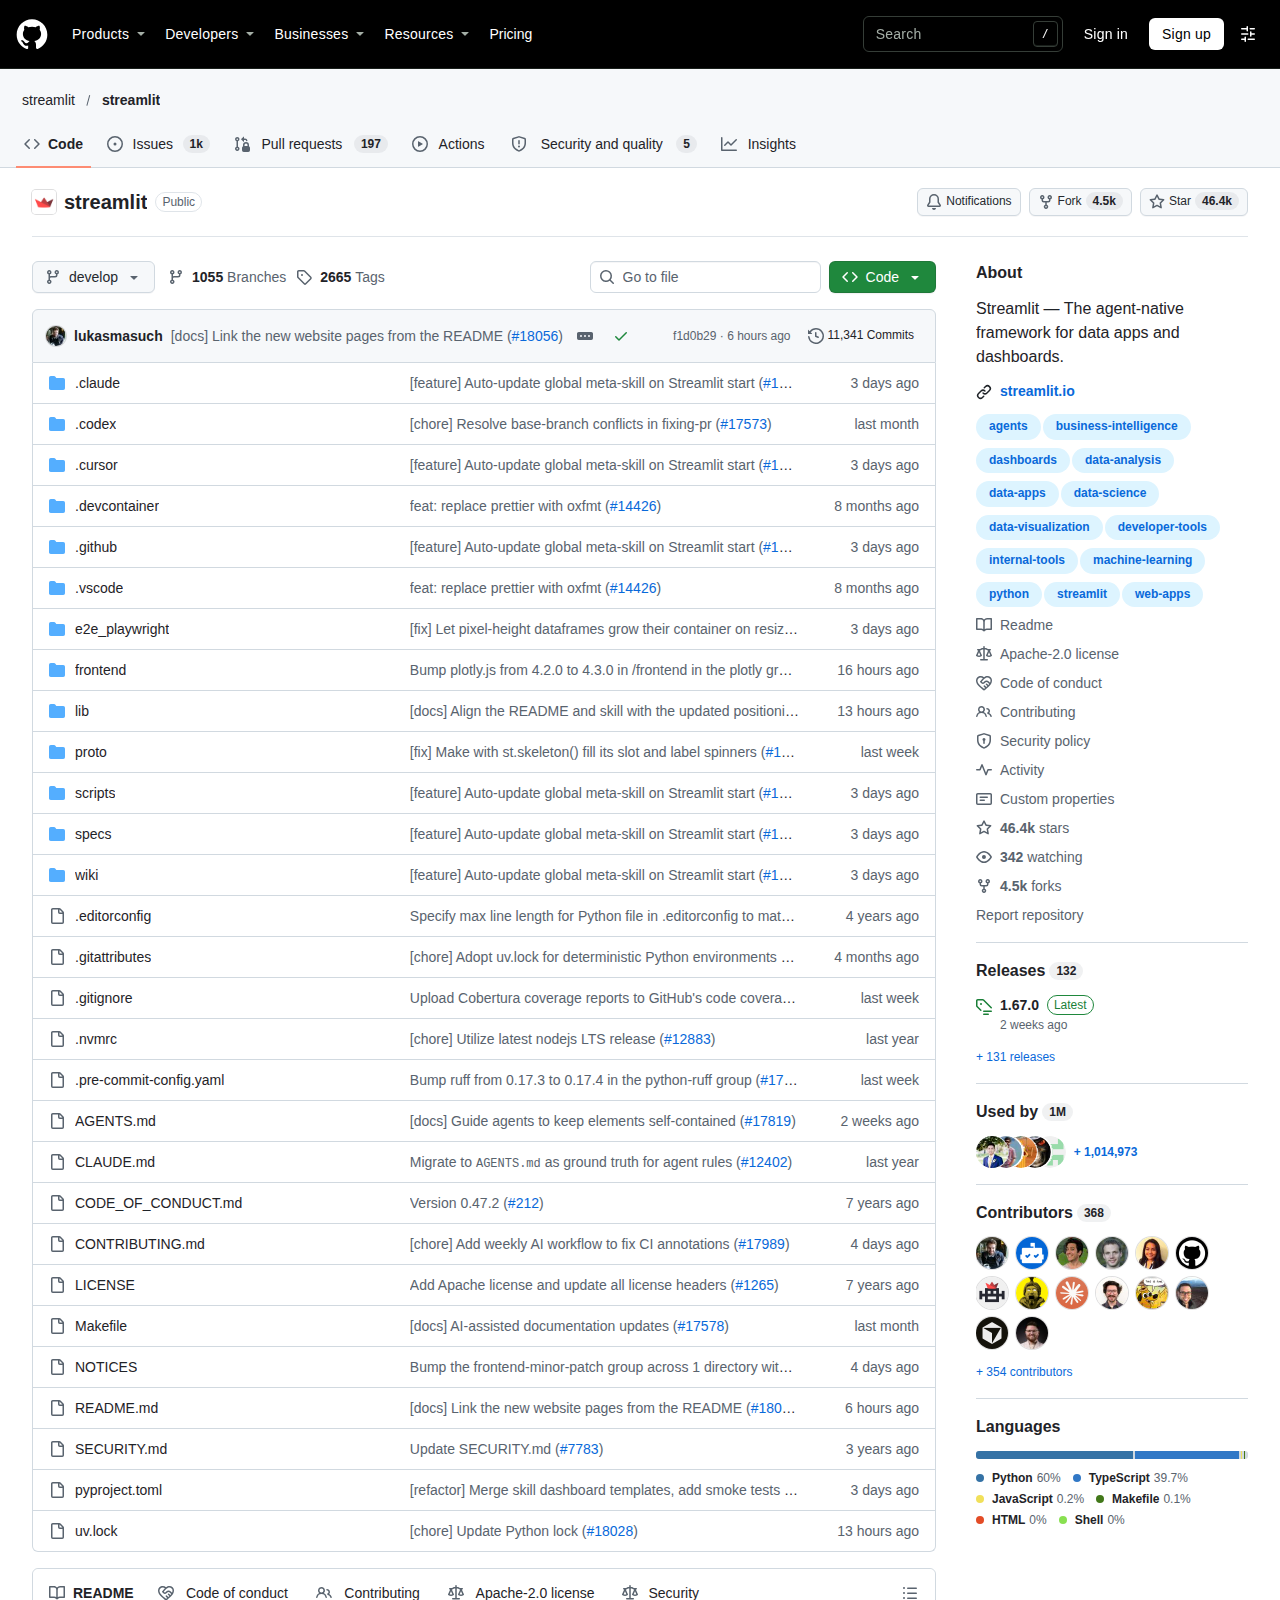 Products Developers Businesses Resources Pricing Search / Sign in Sign up
streamlit / streamlit
Code Issues 1k Pull requests 197 Actions Security and quality 5 Insights
streamlit Public Notifications Fork 4.5k Star 46.4k
develop 1055 Branches 2665 Tags Go to file Code
lukasmasuch [docs] Link the new website pages from the README (#18056) f1d0b29 · 6 hours ago 11,341 Commits
.claude [feature] Auto-update global meta-skill on Streamlit start (#1… 3 days ago
.codex [chore] Resolve base-branch conflicts in fixing-pr (#17573) last month
.cursor [feature] Auto-update global meta-skill on Streamlit start (#1… 3 days ago
.devcontainer feat: replace prettier with oxfmt (#14426) 8 months ago
.github [feature] Auto-update global meta-skill on Streamlit start (#1… 3 days ago
.vscode feat: replace prettier with oxfmt (#14426) 8 months ago
e2e_playwright [fix] Let pixel-height dataframes grow their container on resiz… 3 days ago
frontend Bump plotly.js from 4.2.0 to 4.3.0 in /frontend in the plotly gr… 16 hours ago
lib [docs] Align the README and skill with the updated positioni… 13 hours ago
proto [fix] Make with st.skeleton() fill its slot and label spinners (#1… last week
scripts [feature] Auto-update global meta-skill on Streamlit start (#1… 3 days ago
specs [feature] Auto-update global meta-skill on Streamlit start (#1… 3 days ago
wiki [feature] Auto-update global meta-skill on Streamlit start (#1… 3 days ago
.editorconfig Specify max line length for Python file in .editorconfig to mat… 4 years ago
.gitattributes [chore] Adopt uv.lock for deterministic Python environments … 4 months ago
.gitignore Upload Cobertura coverage reports to GitHub's code covera… last week
.nvmrc [chore] Utilize latest nodejs LTS release (#12883) last year
.pre-commit-config.yaml Bump ruff from 0.17.3 to 0.17.4 in the python-ruff group (#17… last week
AGENTS.md [docs] Guide agents to keep elements self-contained (#17819) 2 weeks ago
CLAUDE.md Migrate to AGENTS.md as ground truth for agent rules (#12402) last year
CODE_OF_CONDUCT.md Version 0.47.2 (#212) 7 years ago
CONTRIBUTING.md [chore] Add weekly AI workflow to fix CI annotations (#17989) 4 days ago
LICENSE Add Apache license and update all license headers (#1265) 7 years ago
Makefile [docs] AI-assisted documentation updates (#17578) last month
NOTICES Bump the frontend-minor-patch group across 1 directory wit… 4 days ago
README.md [docs] Link the new website pages from the README (#180… 6 hours ago
SECURITY.md Update SECURITY.md (#7783) 3 years ago
pyproject.toml [refactor] Merge skill dashboard templates, add smoke tests … 3 days ago
uv.lock [chore] Update Python lock (#18028) 13 hours ago
README Code of conduct Contributing Apache-2.0 license Security
About
Streamlit — The agent-native
framework for data apps and
dashboards.
streamlit.io
agents business-intelligence
dashboards data-analysis
data-apps data-science
data-visualization developer-tools
internal-tools machine-learning
python streamlit web-apps
Readme
Apache-2.0 license
Code of conduct
Contributing
Security policy
Activity
Custom properties
46.4k stars
342 watching
4.5k forks
Report repository
Releases 132
1.67.0 Latest
2 weeks ago
+ 131 releases
Used by 1M
+ 1,014,973
Contributors 368
+ 354 contributors
Languages
Python 60% TypeScript 39.7%
JavaScript 0.2% Makefile 0.1%
HTML 0% Shell 0%